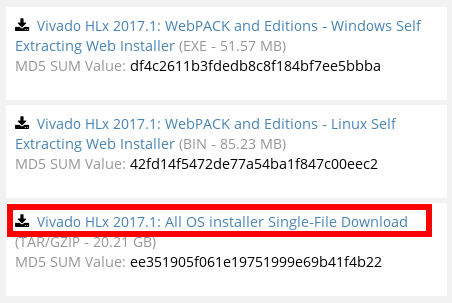 Vivado HLx 2017.1: WebPACK and Editions - Windows Self
Extracting Web Installer (EXE - 51.57 MB)
MD5 SUM Value: df4c2611b3fdedb8c8f184bf7ee5bbba
Vivado HLx 2017.1: WebPACK and Editions - Linux Self
Extracting Web Installer (BIN - 85.23 MB)
MD5 SUM Value: 42fd14f5472de77a54ba1f847c00eec2
Vivado HLx 2017.1: All OS installer Single-File Download
(TAR/GZIP - 20.21 GB)
MD5 SUM Value: ee351905f061e19751999e69b41f4b22